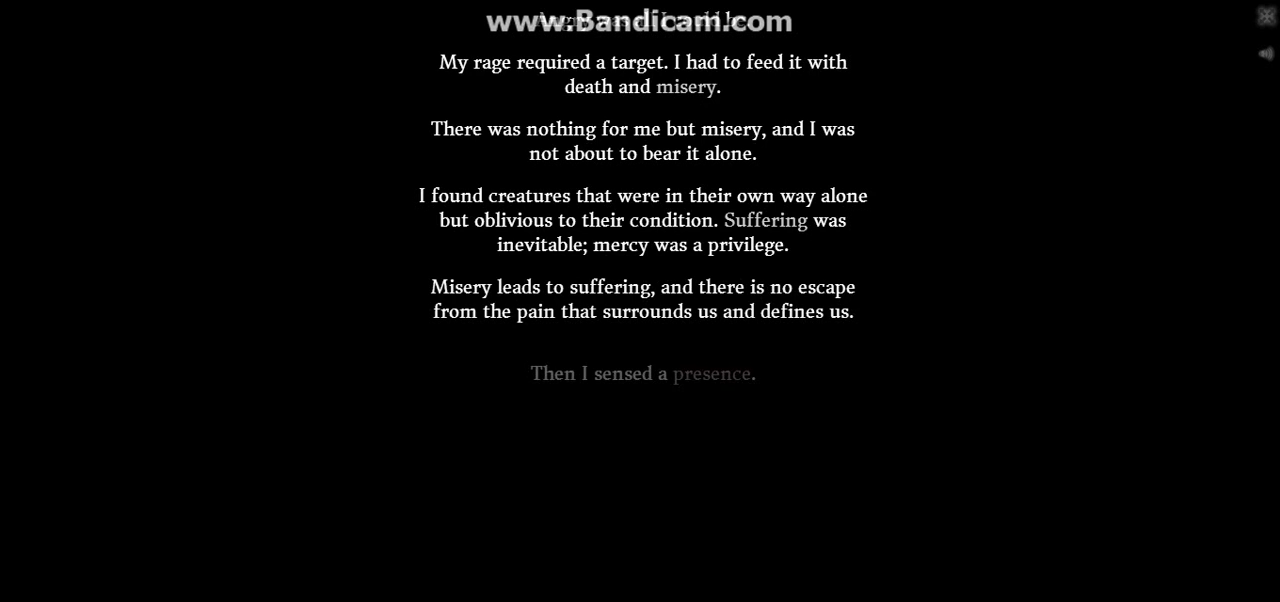 www.Bandicam.com
My rage required a target. I had to feed it with
death and misery.
There was nothing for me but misery, and I was
not about to bear it alone.
I found creatures that were in their own way alone
but oblivious to their condition. Suffering was
inevitable; mercy was a privilege.
Misery leads to suffering, and there is no escape
from the pain that surrounds us and defines us.
Then I sensed a presence.